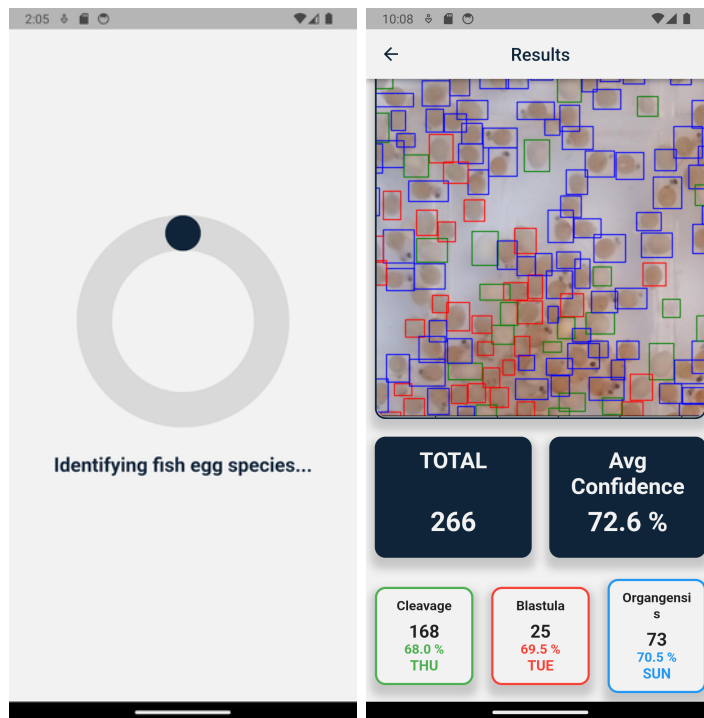 2:05
Identifying fish egg species...
10:08
Results
TOTAL
266
Avg
Confidence
72.6 %
Cleavage
168
68.0 %
THU
Blastula
25
69.5 %
TUE
Organgensi
s
73
70.5 %
SUN